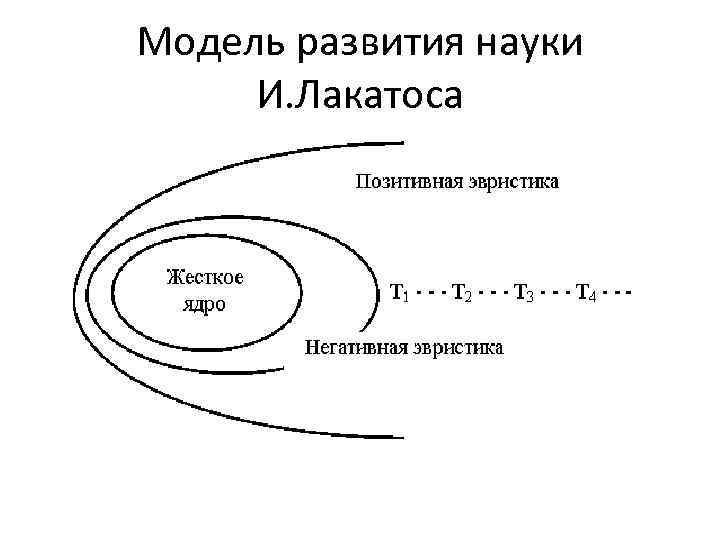 Модель развития науки
И.Лакатоса
Позитивная эвристика
Жесткое
ядро
T1 - - - T2 - - - T3 - - - T4 - - -
Негативная эвристика